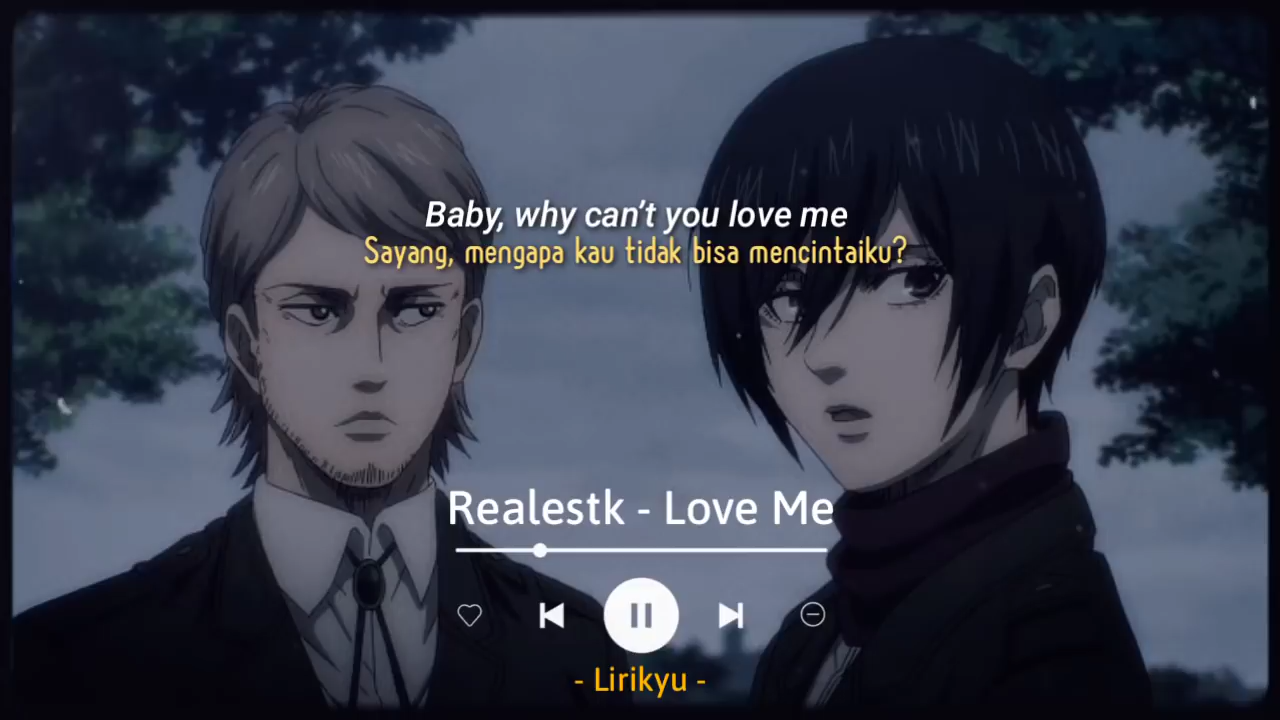 Baby, why can't you love me
Sayang, mengapa kau tidak bisa mencintaiku?
Realestk - Love Me
- Lirikyu -